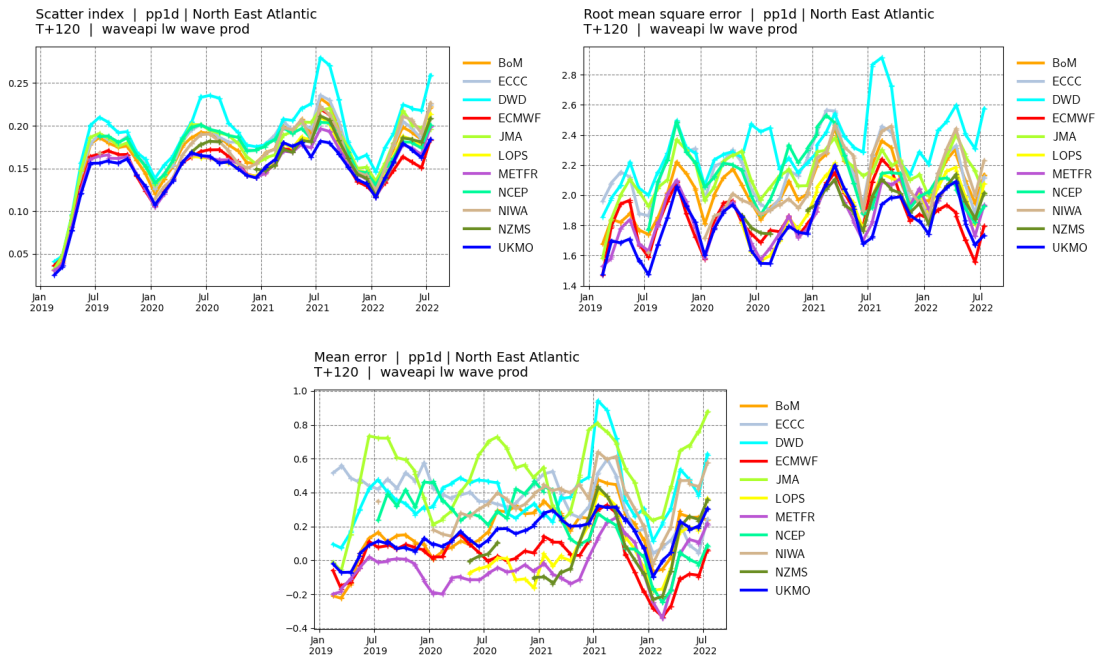 Scatter index | pp1d | North East Atlantic
T+120 | waveapi lw wave prod
0.25
0.20
0.15
0.10
0.05
Jan
2019
Jul
2019
Jan
2020
Jul
2020
Jan
2021
Jul
2021
Jan
2022
Jul
2022
BoM
ECCC
DWD
ECMWF
JMA
LOPS
METFR
NCEP
NIWA
NZMS
UKMO
Root mean square error | pp1d | North East Atlantic
T+120 | waveapi lw wave prod
2.8
2.6
2.4
2.2
2.0
1.8
1.6
1.4
Jan
2019
Jul
2019
Jan
2020
Jul
2020
Jan
2021
Jul
2021
Jan
2022
Jul
2022
BoM
ECCC
DWD
ECMWF
JMA
LOPS
METFR
NCEP
NIWA
NZMS
UKMO
Mean error | pp1d | North East Atlantic
T+120 | waveapi lw wave prod
1.0
0.8
0.6
0.4
0.2
0.0
−0.2
−0.4
Jan
2019
Jul
2019
Jan
2020
Jul
2020
Jan
2021
Jul
2021
Jan
2022
Jul
2022
BoM
ECCC
DWD
ECMWF
JMA
LOPS
METFR
NCEP
NIWA
NZMS
UKMO